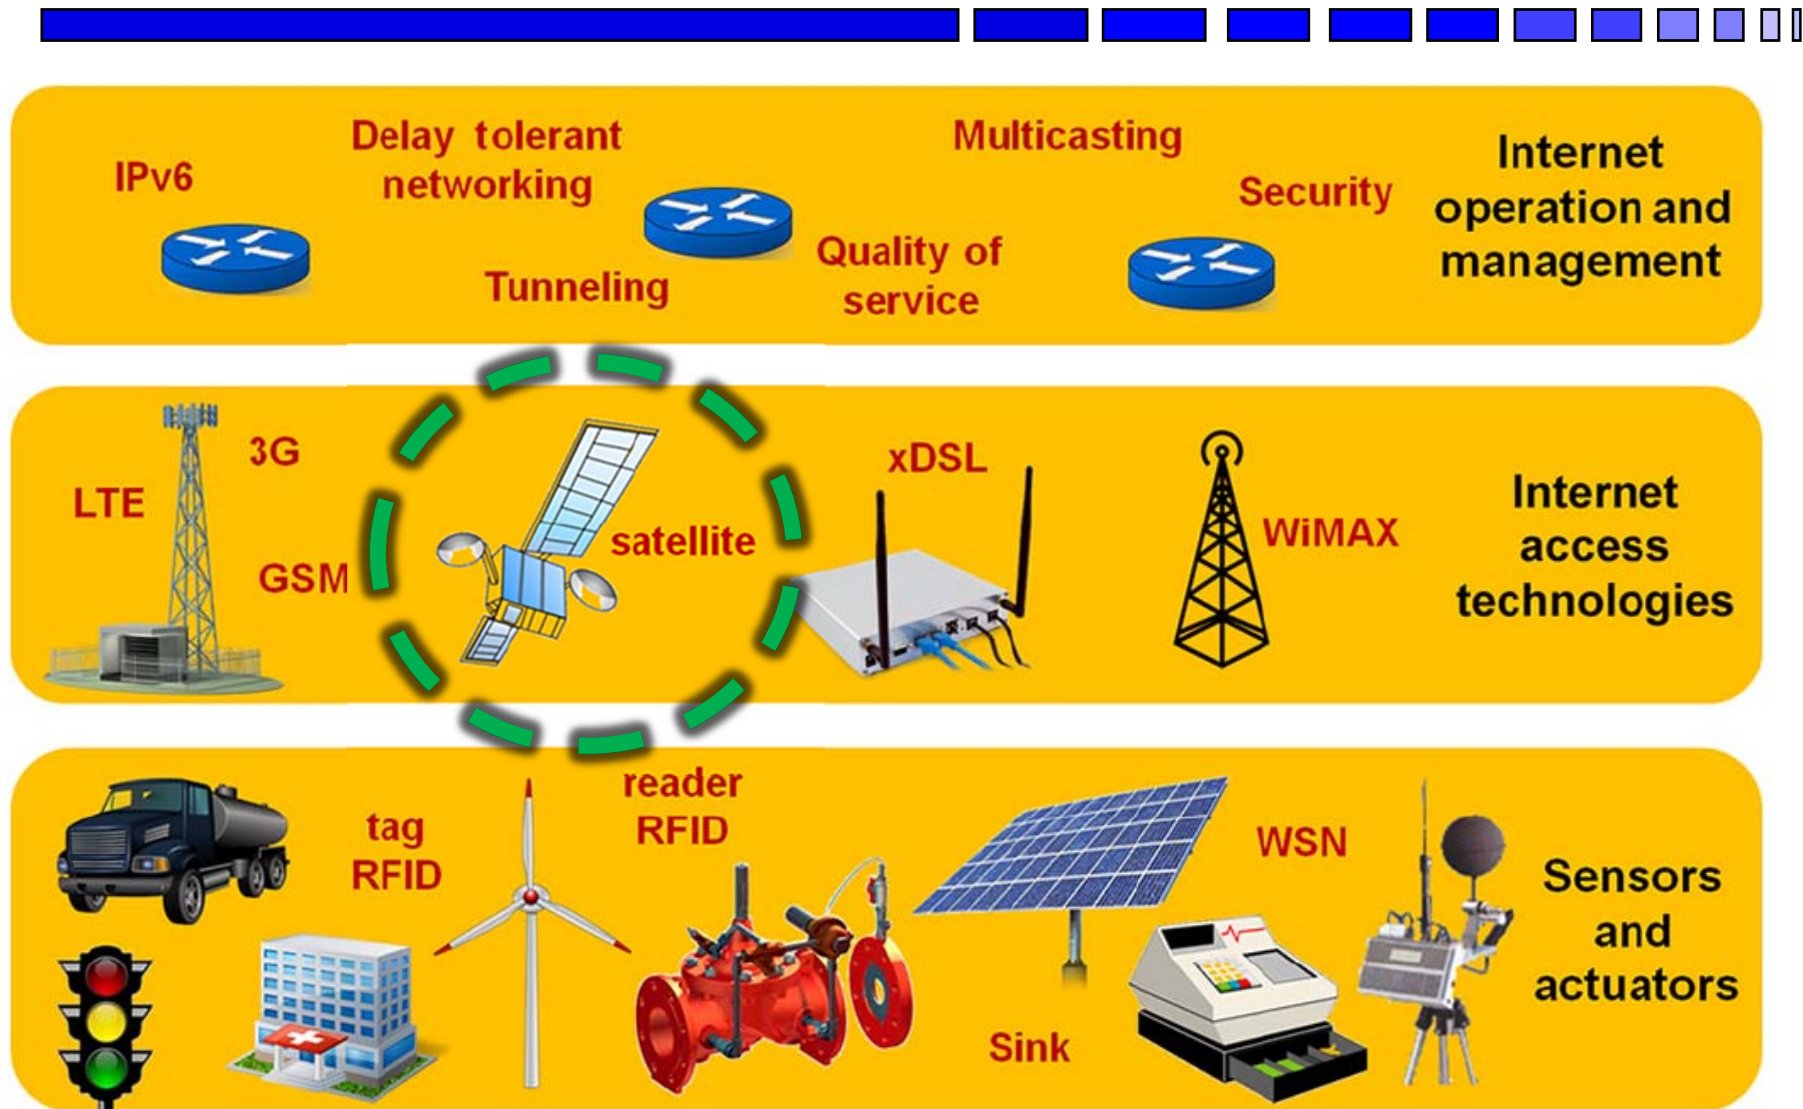 IPv6
Delay tolerant
networking
Tunneling
Multicasting
Quality of
service
Security
Internet
operation and
management
LTE
3G
GSM
satellite
xDSL
WiMAX
Internet
access
technologies
tag
RFID
reader
RFID
Sink
WSN
Sensors
and
actuators